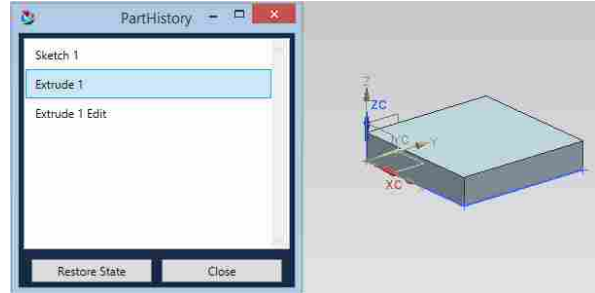 PartHistory
Sketch 1
Extrude 1
Extrude 1 Edit
Restore State
Close
Z
ZC
YC
Y
XC